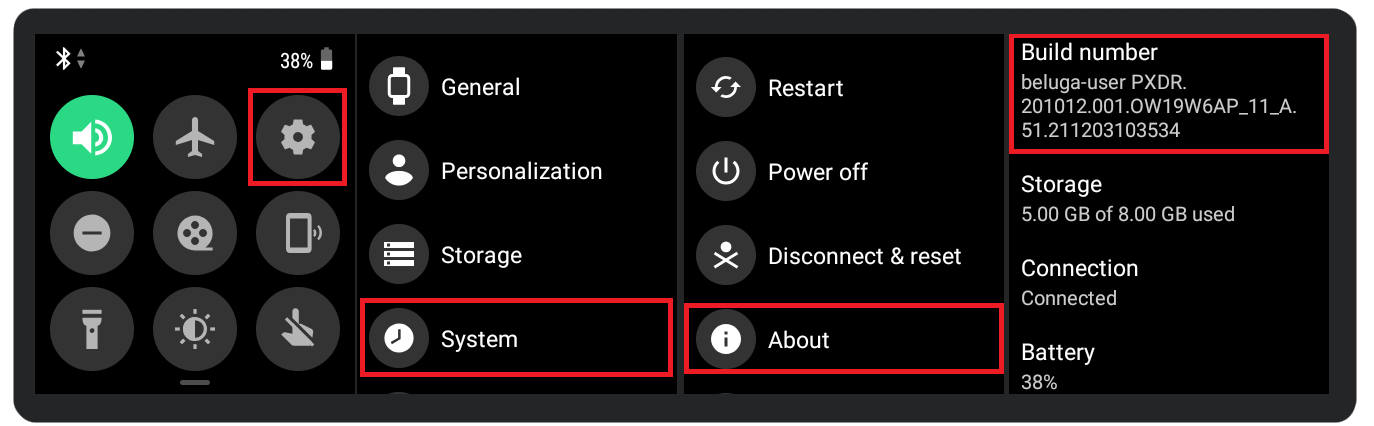 38%
General
Personalization
Storage
System
Restart
Power off
Disconnect & reset
About
Build number
beluga-user PXDR.
201012.001.OW19W6AP_11_A.
51.211203103534
Storage
5.00 GB of 8.00 GB used
Connection
Connected
Battery
38%